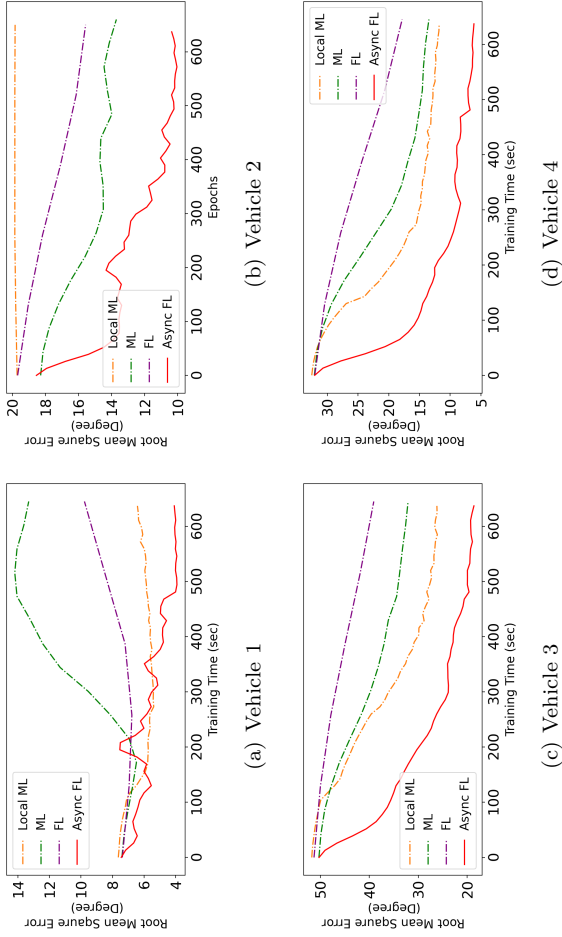 Root Mean Sqaure Error
(Degree)
14
12
10
8
6
4
Local ML
ML
FL
Async FL
0
100
200
300
400
500
600
Training Time (sec)
(a) Vehicle 1
Root Mean Sqaure Error
(Degree)
20
18
16
14
12
10
Local ML
ML
FL
Async FL
0
100
200
300
400
500
600
Epochs
(b) Vehicle 2
Root Mean Sqaure Error
(Degree)
50
40
30
20
Local ML
ML
FL
Async FL
0
100
200
300
400
500
600
Training Time (sec)
(c) Vehicle 3
Root Mean Sqaure Error
(Degree)
30
25
20
15
10
5
Local ML
ML
FL
Async FL
0
100
200
300
400
500
600
Training Time (sec)
(d) Vehicle 4